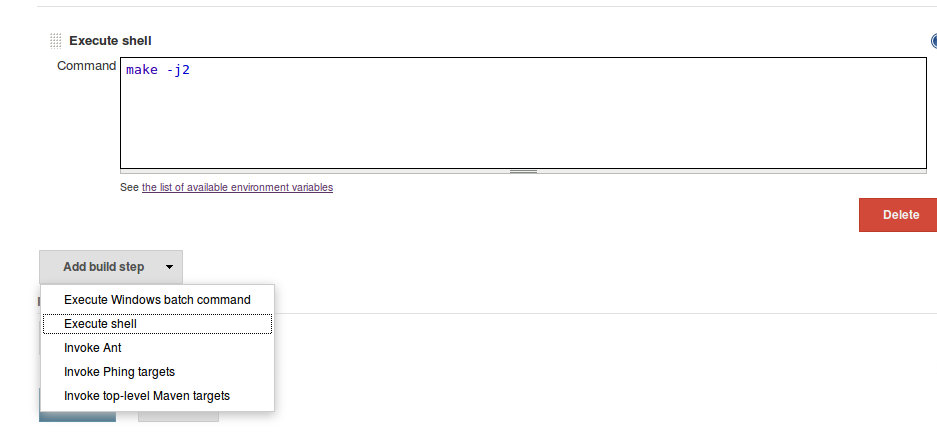 Execute shell
Command make -j2
See the list of available environment variables
Delete
Add build step
Execute Windows batch command
Execute shell
Invoke Ant
Invoke Phing targets
Invoke top-level Maven targets